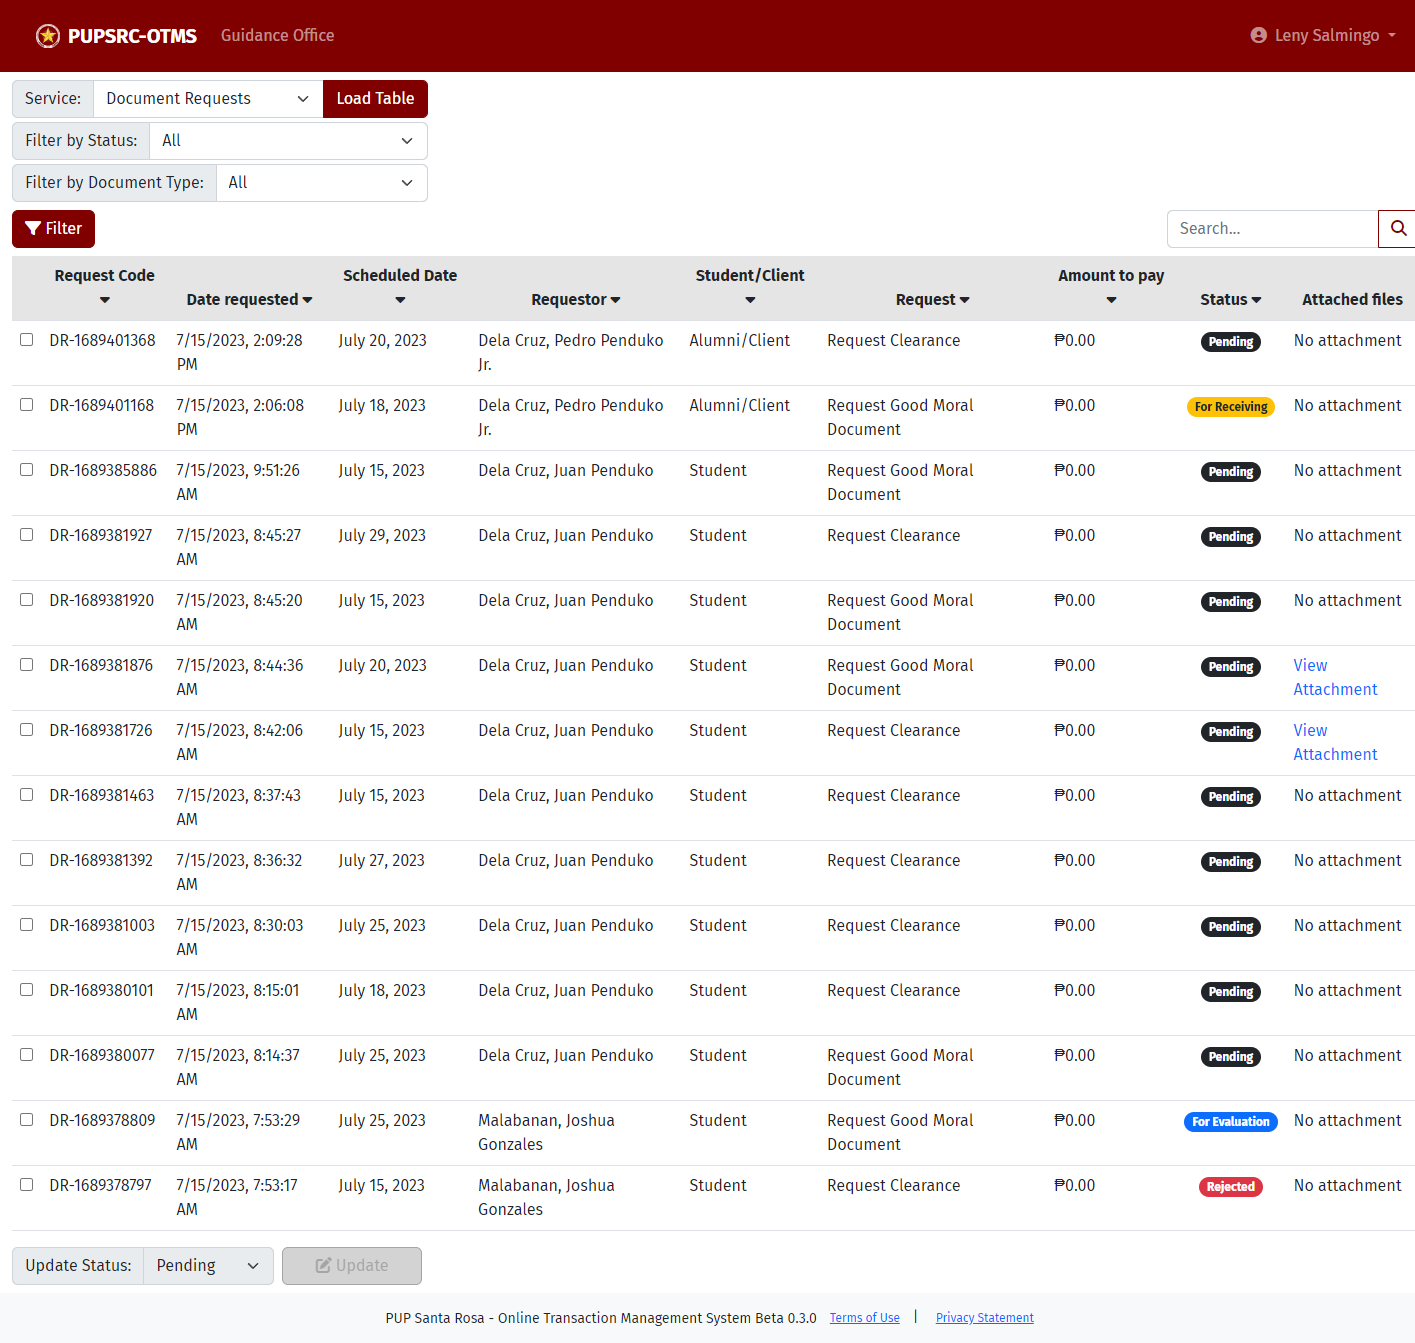 PUPSRC-OTMS Guidance Office Leny Salmingo
Service: Document Requests Load Table
Filter by Status: All
Filter by Document Type: All
Filter Search...
Request Code Date requested Scheduled Date Requestor Student/Client Request Amount to pay Status Attached files
DR-1689401368 7/15/2023, 2:09:28 July 20, 2023 Dela Cruz, Pedro Penduko Alumni/Client Request Clearance ₱0.00 Pending No attachment
PM Jr.
DR-1689401168 7/15/2023, 2:06:08 July 18, 2023 Dela Cruz, Pedro Penduko Alumni/Client Request Good Moral ₱0.00 For Receiving No attachment
PM Jr. Document
DR-1689385886 7/15/2023, 9:51:26 July 15, 2023 Dela Cruz, Juan Penduko Student Request Good Moral ₱0.00 Pending No attachment
AM Document
DR-1689381927 7/15/2023, 8:45:27 July 29, 2023 Dela Cruz, Juan Penduko Student Request Clearance ₱0.00 Pending No attachment
AM
DR-1689381920 7/15/2023, 8:45:20 July 15, 2023 Dela Cruz, Juan Penduko Student Request Good Moral ₱0.00 Pending No attachment
AM Document
DR-1689381876 7/15/2023, 8:44:36 July 20, 2023 Dela Cruz, Juan Penduko Student Request Good Moral ₱0.00 Pending View
AM Document Attachment
DR-1689381726 7/15/2023, 8:42:06 July 15, 2023 Dela Cruz, Juan Penduko Student Request Clearance ₱0.00 Pending View
AM Attachment
DR-1689381463 7/15/2023, 8:37:43 July 15, 2023 Dela Cruz, Juan Penduko Student Request Clearance ₱0.00 Pending No attachment
AM
DR-1689381392 7/15/2023, 8:36:32 July 27, 2023 Dela Cruz, Juan Penduko Student Request Clearance ₱0.00 Pending No attachment
AM
DR-1689381003 7/15/2023, 8:30:03 July 25, 2023 Dela Cruz, Juan Penduko Student Request Clearance ₱0.00 Pending No attachment
AM
DR-1689380101 7/15/2023, 8:15:01 July 18, 2023 Dela Cruz, Juan Penduko Student Request Clearance ₱0.00 Pending No attachment
AM
DR-1689380077 7/15/2023, 8:14:37 July 25, 2023 Dela Cruz, Juan Penduko Student Request Good Moral ₱0.00 Pending No attachment
AM Document
DR-1689378809 7/15/2023, 7:53:29 July 25, 2023 Malabanan, Joshua Student Request Good Moral ₱0.00 For Evaluation No attachment
AM Gonzales Document
DR-1689378797 7/15/2023, 7:53:17 July 15, 2023 Malabanan, Joshua Student Request Clearance ₱0.00 Rejected No attachment
AM Gonzales
Update Status: Pending Update
PUP Santa Rosa - Online Transaction Management System Beta 0.3.0 Terms of Use | Privacy Statement